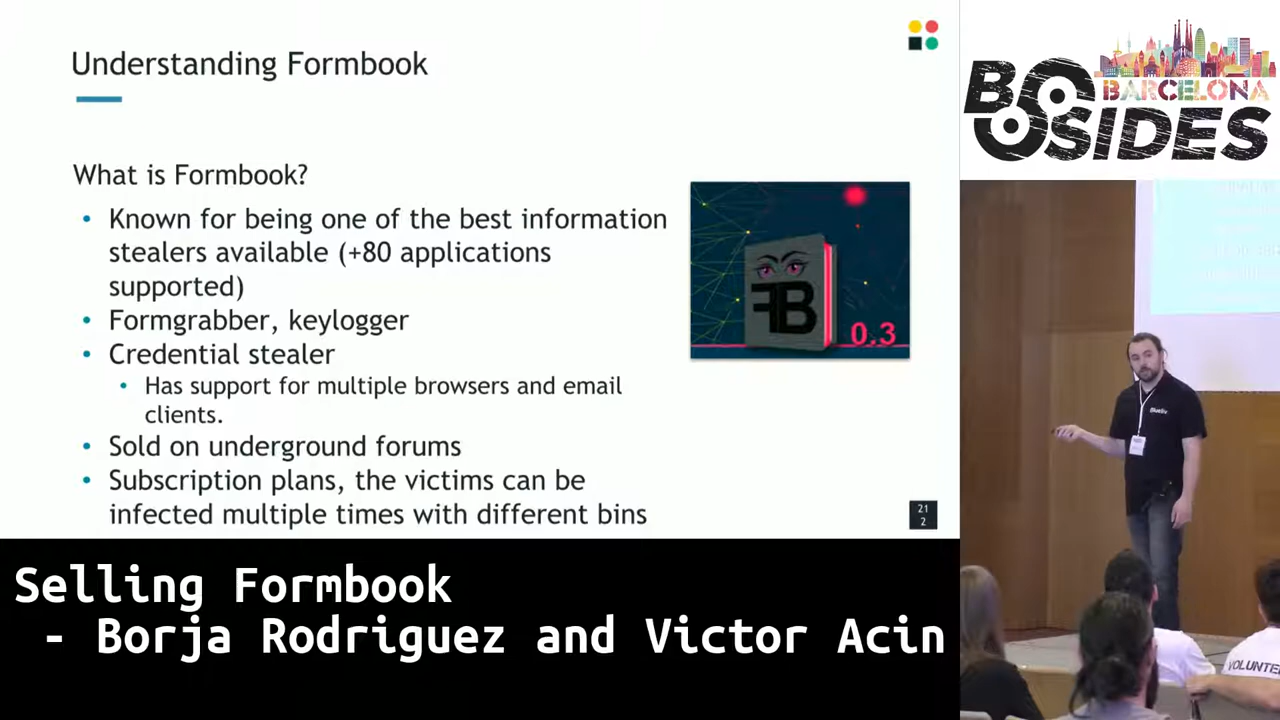 Understanding Formbook
What is Formbook?
• Known for being one of the best information
stealers available (+80 applications
supported)
• Formgrabber, keylogger
• Credential stealer
• Has support for multiple browsers and email
clients.
• Sold on underground forums
• Subscription plans, the victims can be
infected multiple times with different bins
FB
0.3
21
2
BSIDES
BARCELONA
Blueliv
VOLUNTE
Selling Formbook
- Borja Rodriguez and Victor Acin